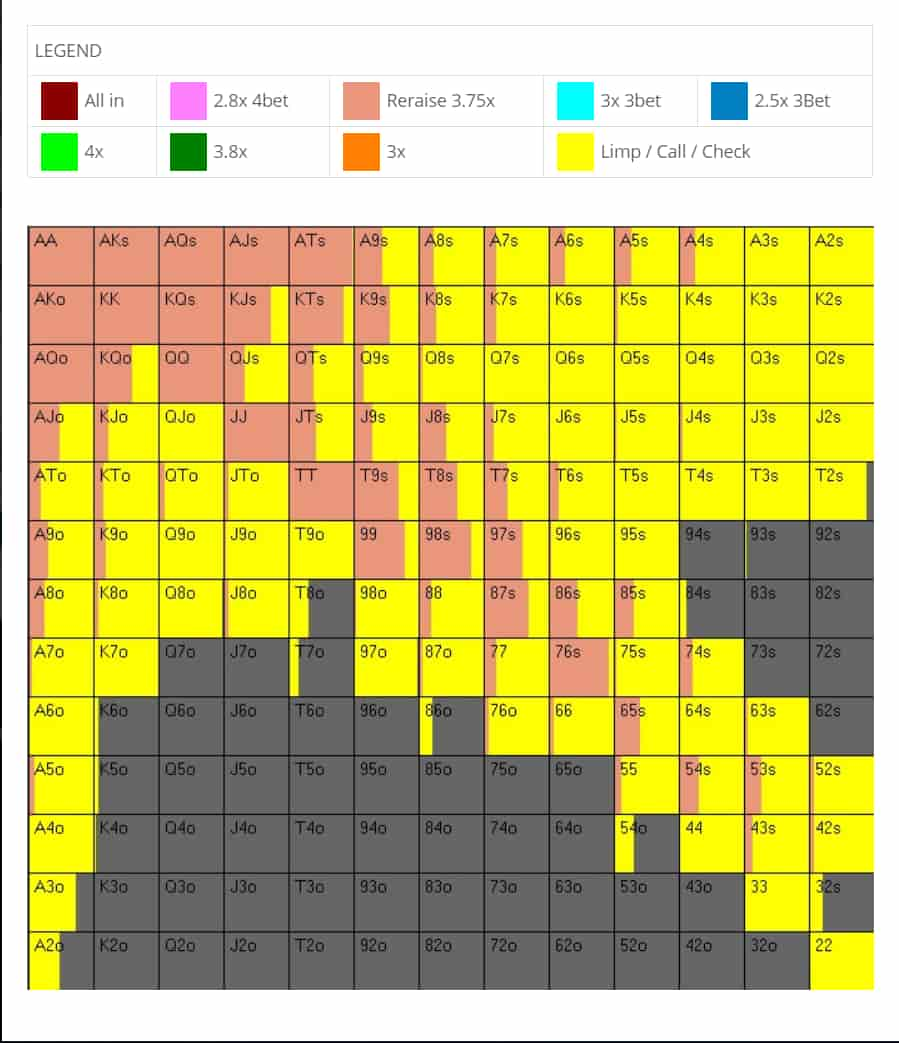 LEGEND
All in 2.8x 4bet Reraise 3.75x 3x 3bet 2.5x 3Bet
4x 3.8x 3x Limp / Call / Check
AA AKs AQs AJs ATs A9s A8s A7s A6s A5s A4s A3s A2s
AKo KK KQs KJs KTs K9s K8s K7s K6s K5s K4s K3s K2s
AQo KQo QQ QJs QTs Q9s Q8s Q7s Q6s Q5s Q4s Q3s Q2s
AJo KJo QJo JJ JTs J9s J8s J7s J6s J5s J4s J3s J2s
ATo KTo QTo JTo TT T9s T8s T7s T6s T5s T4s T3s T2s
A9o K9o Q9o J9o T9o 99 98s 97s 96s 95s 94s 93s 92s
A8o K8o Q8o J8o T8o 98o 88 87s 86s 85s 84s 83s 82s
A7o K7o Q7o J7o T7o 97o 87o 77 76s 75s 74s 73s 72s
A6o K6o Q6o J6o T6o 96o 86o 76o 66 65s 64s 63s 62s
A5o K5o Q5o J5o T5o 95o 85o 75o 65o 55 54s 53s 52s
A4o K4o Q4o J4o T4o 94o 84o 74o 64o 54o 44 43s 42s
A3o K3o Q3o J3o T3o 93o 83o 73o 63o 53o 43o 33 32s
A2o K2o Q2o J2o T2o 92o 82o 72o 62o 52o 42o 32o 22